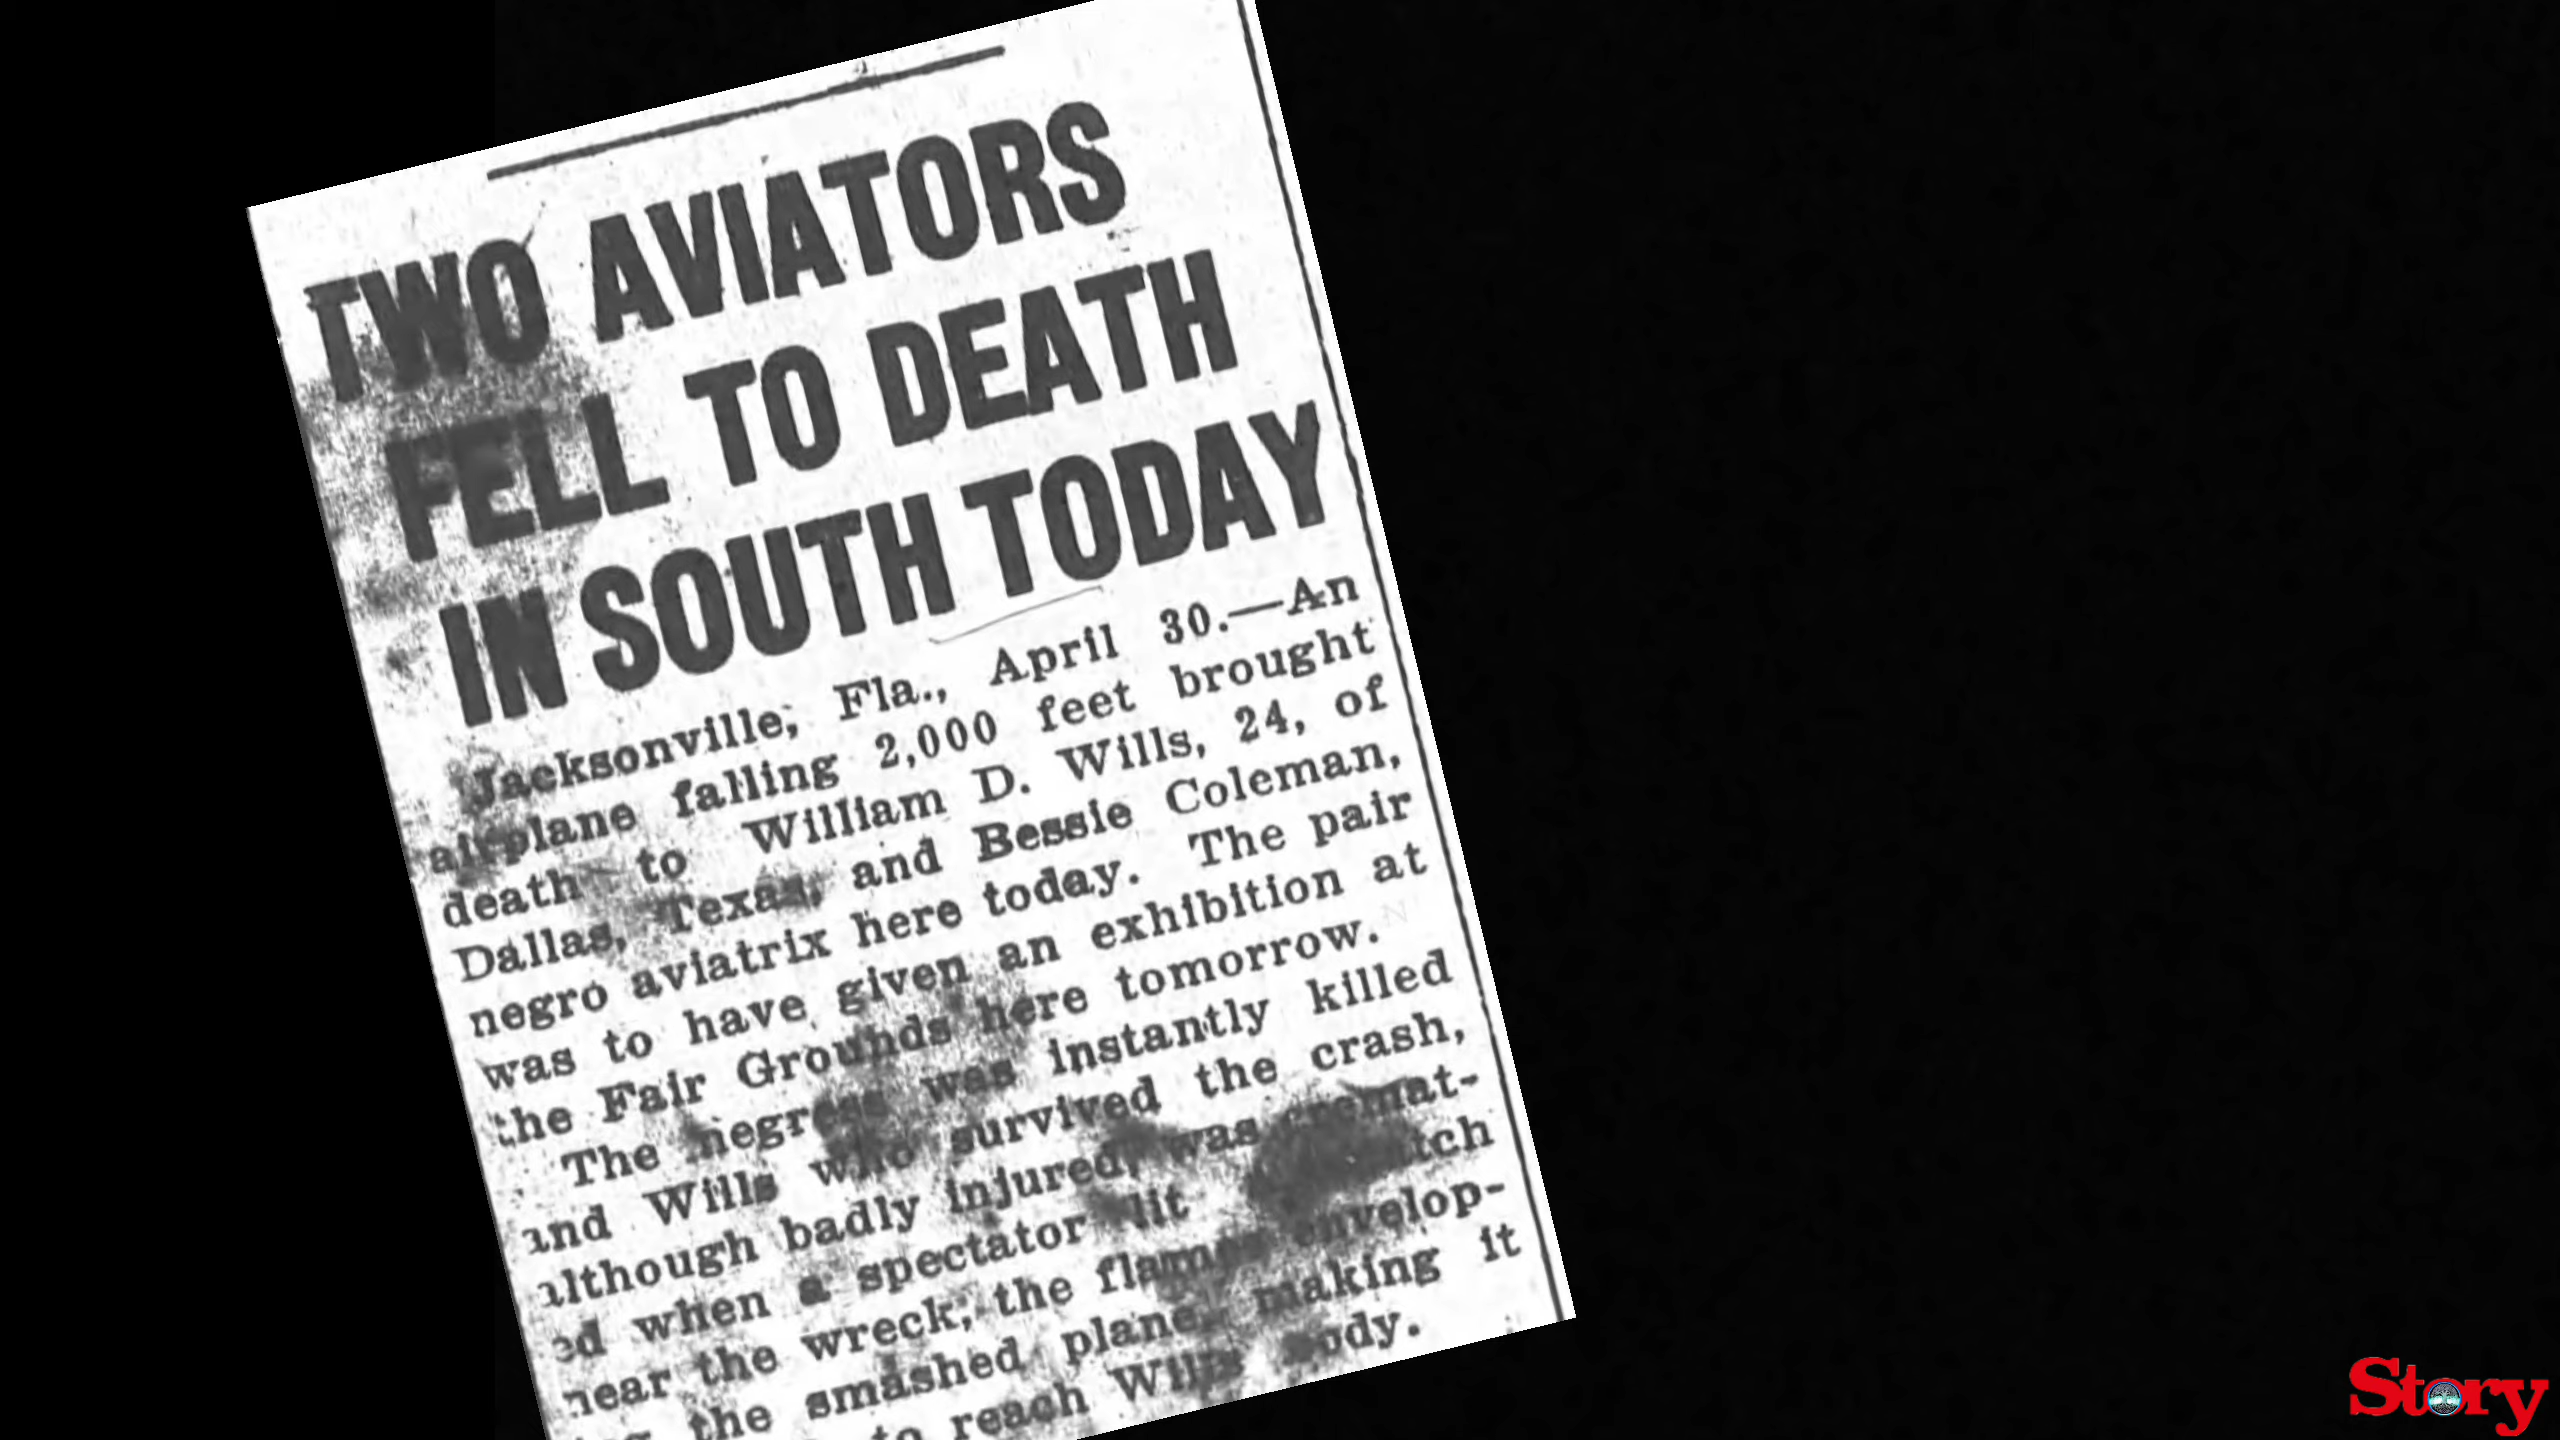 TWO AVIATORS
FELL TO DEATH
IN SOUTH TODAY
Jacksonville, Fla., April 30.—An
airplane falling 2,000 feet brought
death to William D. Wills, 24, of
Dallas, Texas, and Bessie Coleman,
negro aviatrix here today. The pair
was to have given an exhibition at
the Fair Grounds here tomorrow.
The negress was instantly killed
and Wills who survived the crash,
although badly injured, was cremat-
ed when a spectator lit
near the wreck, the flames envelop-
the smashed plane making it
to reach Wills body.
Story